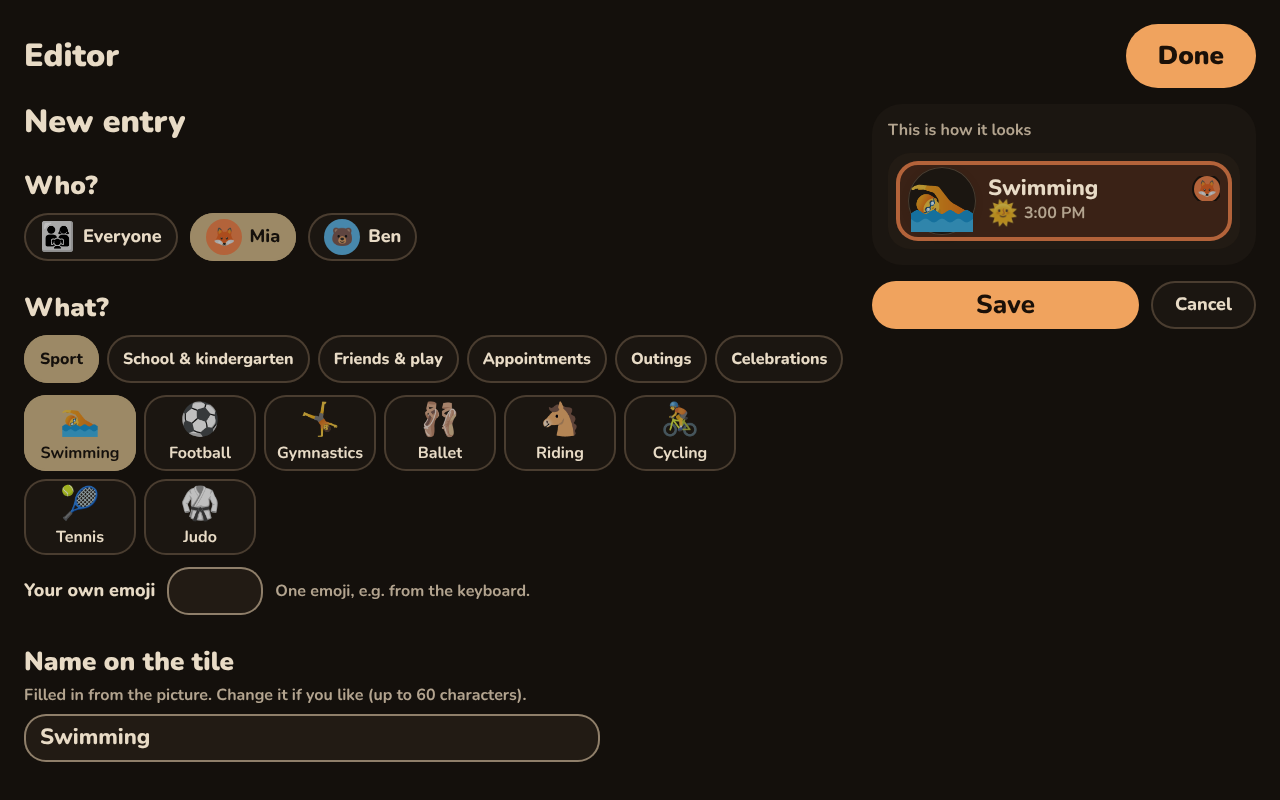 Editor
Done
New entry
This is how it looks
Swimming
3:00 PM
Save
Cancel
Who?
Everyone
Mia
Ben
What?
Sport
School & kindergarten
Friends & play
Appointments
Outings
Celebrations
Swimming
Football
Gymnastics
Ballet
Riding
Cycling
Tennis
Judo
Your own emoji
One emoji, e.g. from the keyboard.
Name on the tile
Filled in from the picture. Change it if you like (up to 60 characters).
Swimming